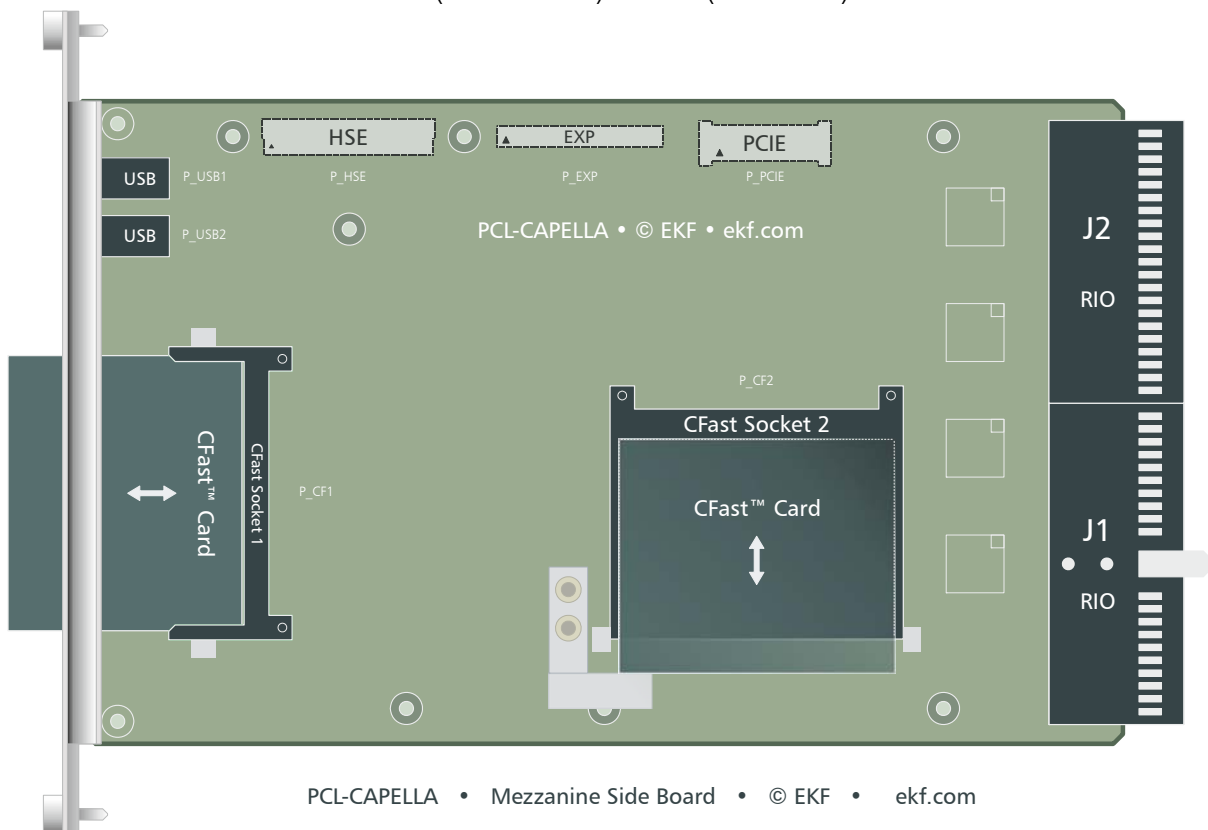 HSE
EXP
PCIE
USB P_USB1
P_HSE
P_EXP
P_PCIE
USB P_USB2
PCL-CAPELLA • © EKF • ekf.com
J2
RIO
P_CF2
CFast Socket 2
CFast™ Card
CFast Socket 1
P_CF1
CFast™ Card
J1
RIO
PCL-CAPELLA • Mezzanine Side Board • © EKF • ekf.com